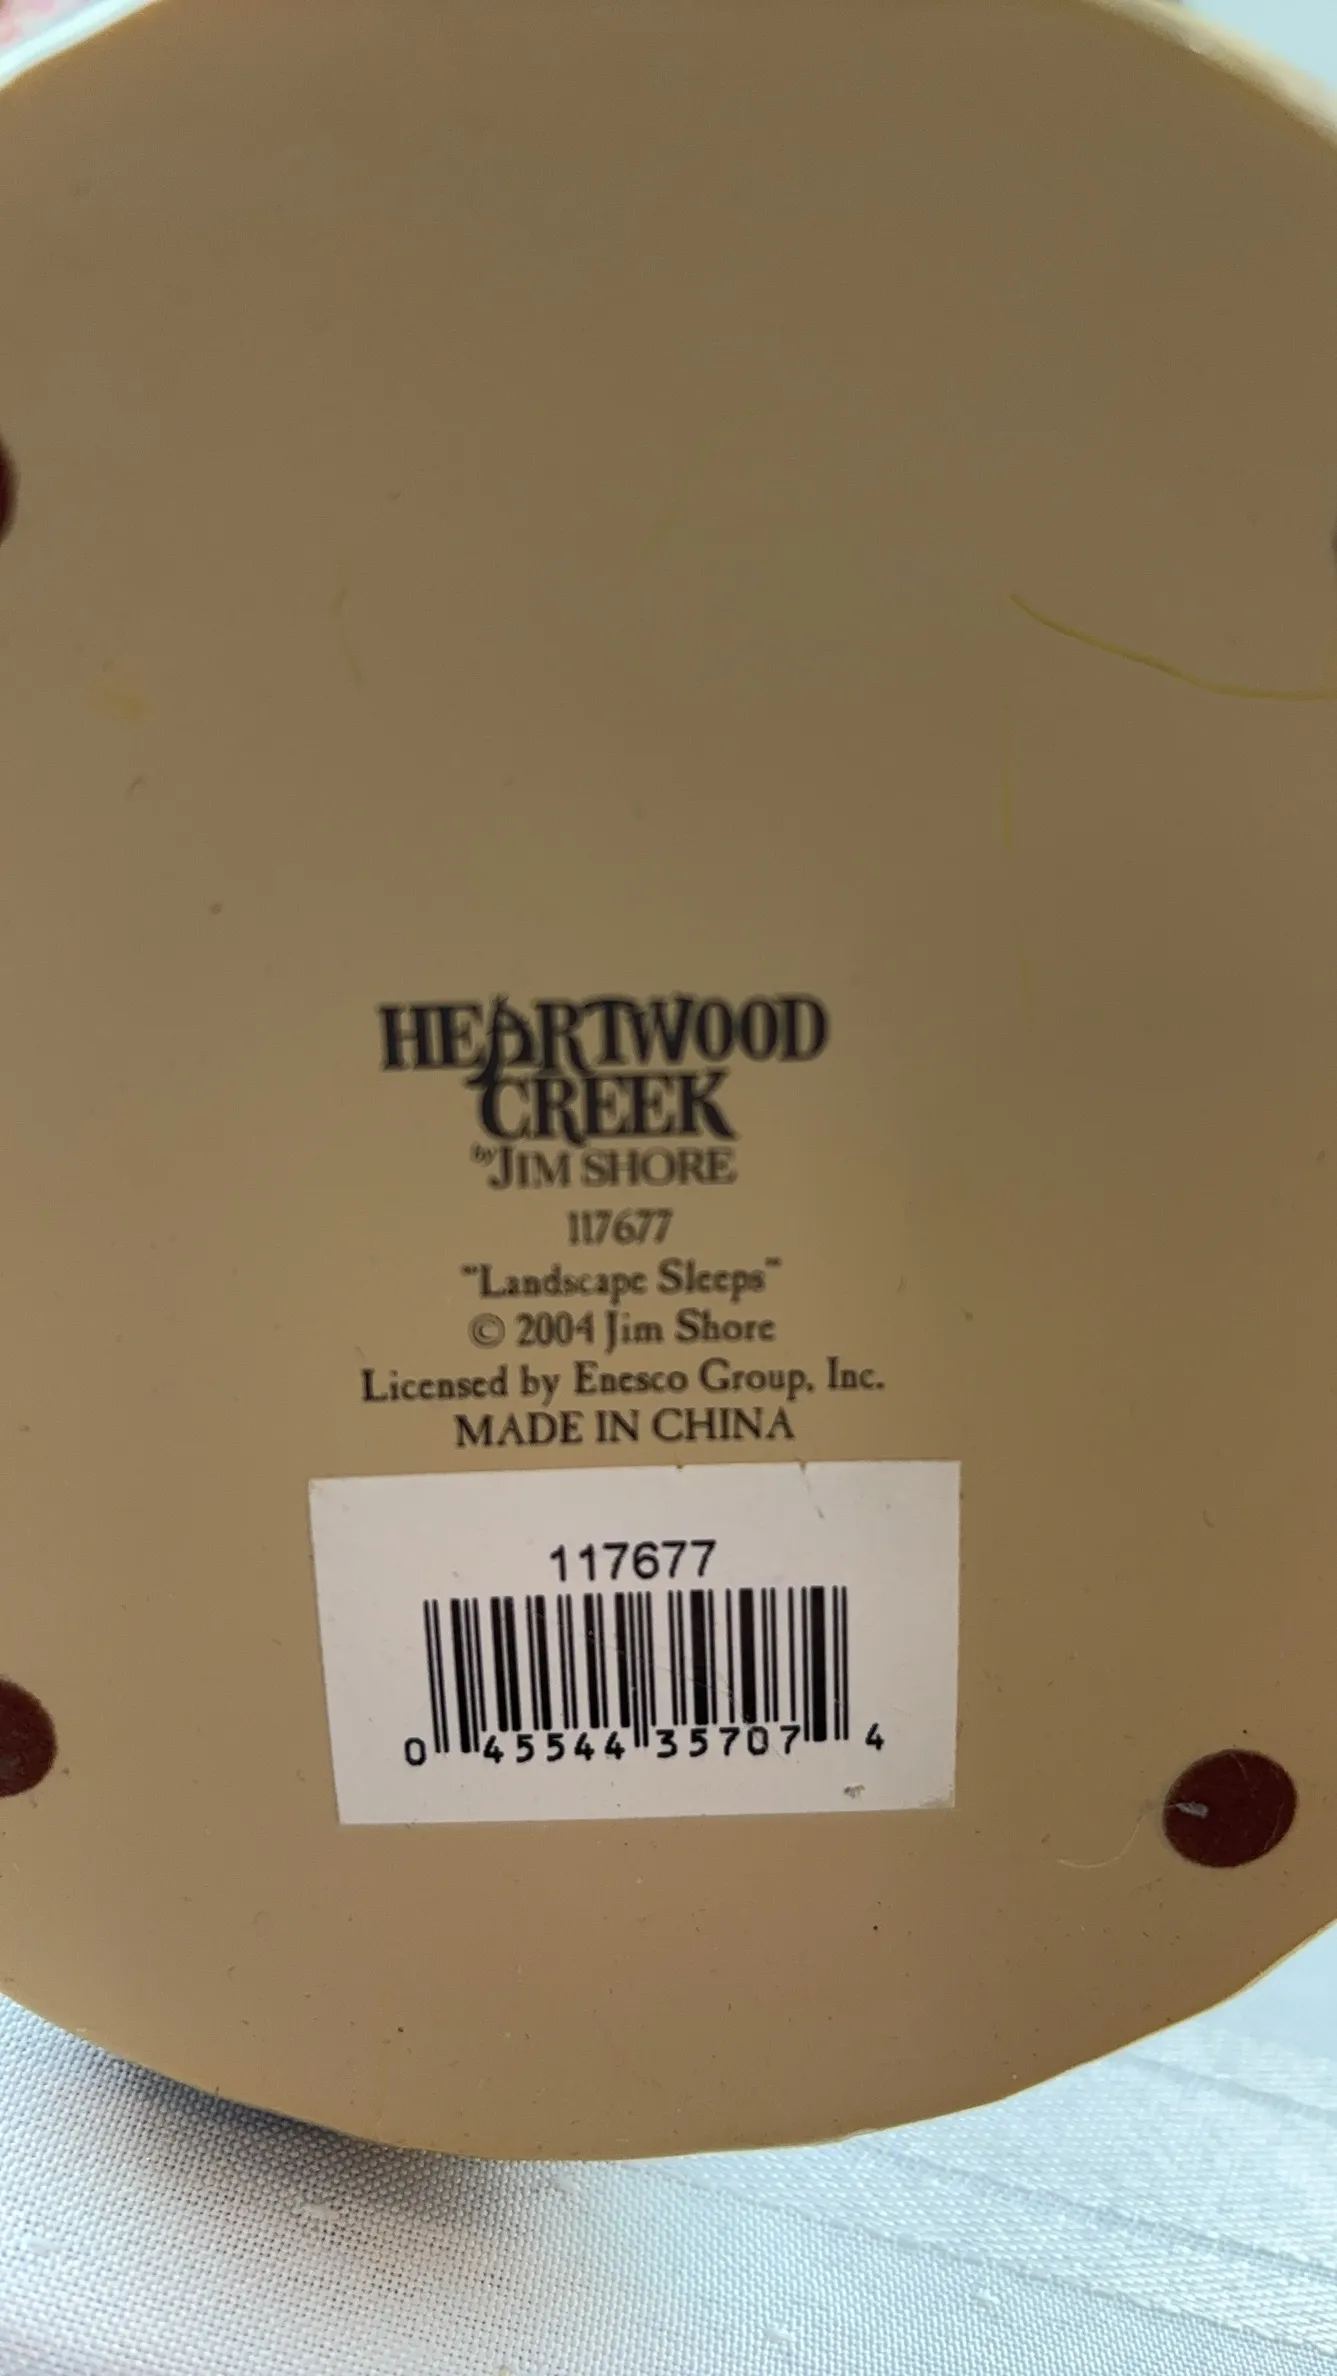 HEARTWOOD
CREEK
by JIM SHORE
117677
"Landscape Sleeps"
© 2004 Jim Shore
Licensed by Enesco Group, Inc.
MADE IN CHINA
117677
0 45544 35707 4